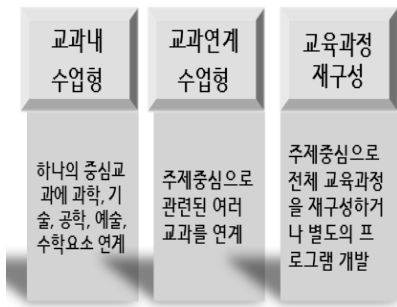 교과내
수업형
하나의 중심교
과에 과학, 기
술, 공학, 예술,
수학요소 연계
교과연계
수업형
주제중심으로
관련된 여러
교과를 연계
교육과정
재구성
주제중심으로
전체 교육과정
을 재구성하거
나 별도의 프
로그램 개발